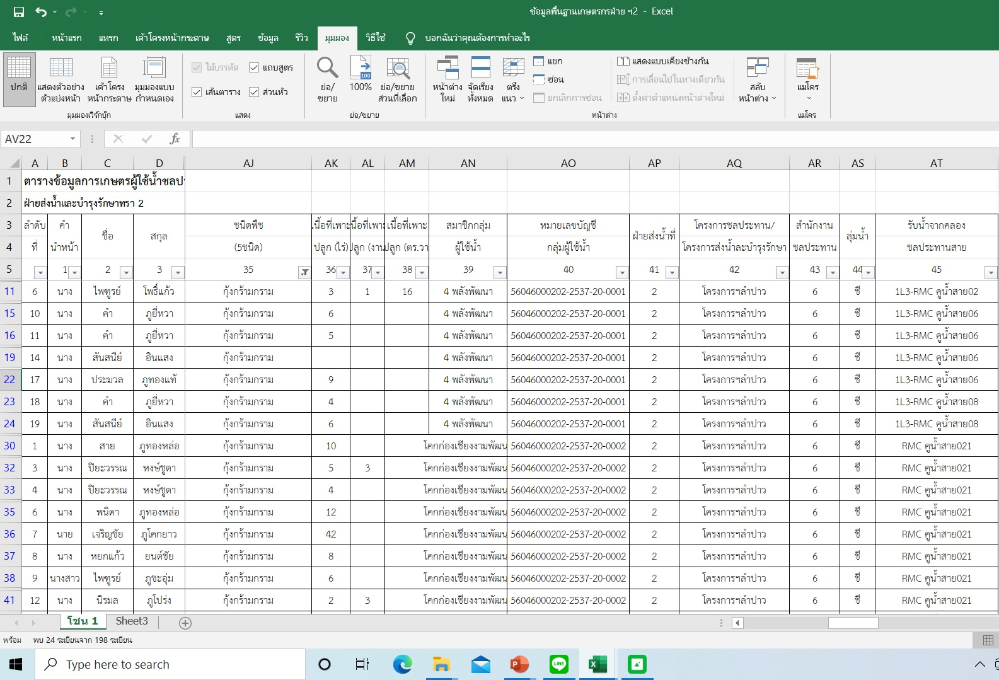 ข้อมูลพื้นฐานเกษตรกรฝ่าย ฯ2 - Excel
ไฟล์ หน้าแรก แทรก เค้าโครงหน้ากระดาษ สูตร ข้อมูล รีวิว มุมมอง วิธีใช้ บอกฉันว่าคุณต้องการทำอะไร
ปกติ
แสดงตัวอย่าง
ตัวแบ่งหน้า
เค้าโครง
หน้ากระดาษ
มุมมองแบบ
กำหนดเอง
มุมมองเวิร์กบุ๊ก
ไม้บรรทัด แถบสูตร
เส้นตาราง ส่วนหัว
แสดง
ย่อ/
ขยาย
100%
ย่อ/ขยาย
ส่วนที่เลือก
ย่อ/ขยาย
หน้าต่าง
ใหม่
จัดเรียง
ทั้งหมด
ตรึง
แนว
แยก
ซ่อน
ยกเลิกการซ่อน
แสดงแบบเคียงข้างกัน
การเลื่อนไปในทางเดียวกัน
ตั้งค่าตำแหน่งหน้าต่างใหม่
สลับ
หน้าต่าง
หน้าต่าง
แมโคร
แมโคร
AV22 fx
A B C D AJ AK AL AM AN AO AP AQ AR AS AT
1 ตารางข้อมูลการเกษตรผู้ใช้น้ำชลปร
2 ฝ่ายส่งน้ำและบำรุงรักษาทรา 2
3 ลำดับ คำ ชื่อ สกุล ชนิดพืช เนื้อที่เพาะ เนื้อที่เพาะ เนื้อที่เพาะ สมาชิกกลุ่ม หมายเลขบัญชี ฝ่ายส่งน้ำที่ โครงการชลประทาน/ สำนักงาน ลุ่มน้ำ รับน้ำจากคลอง
4 ที่ นำหน้า (5ชนิด) ปลูก (ไร่) ปลูก (งาน ปลูก (ตร.วา ผู้ใช้น้ำ กลุ่มผู้ใช้น้ำ โครงการส่งน้ำละบำรุงรักษา ชลประทาน ชลประทานสาย
5 1 2 3 35 36 37 38 39 40 41 42 43 44 45
11 6 นาง ไพฑูรย์ โพธิ์แก้ว กุ้งกร้ามกราม 3 1 16 4 พลังพัฒนา 56046000202-2537-20-0001 2 โครงการฯลำปาว 6 ชี 1L3-RMC คูน้ำสาย02
15 10 นาง คำ ภูยี่หวา กุ้งกร้ามกราม 6 4 พลังพัฒนา 56046000202-2537-20-0001 2 โครงการฯลำปาว 6 ชี 1L3-RMC คูน้ำสาย06
16 11 นาง คำ ภูยี่หวา กุ้งกร้ามกราม 5 4 พลังพัฒนา 56046000202-2537-20-0001 2 โครงการฯลำปาว 6 ชี 1L3-RMC คูน้ำสาย06
19 14 นาง สันสนีย์ อินแสง กุ้งกร้ามกราม 4 พลังพัฒนา 56046000202-2537-20-0001 2 โครงการฯลำปาว 6 ชี 1L3-RMC คูน้ำสาย06
22 17 นาง ประมวล ภูทองแท้ กุ้งกร้ามกราม 9 4 พลังพัฒนา 56046000202-2537-20-0001 2 โครงการฯลำปาว 6 ชี 1L3-RMC คูน้ำสาย06
23 18 นาง คำ ภูยี่หวา กุ้งกร้ามกราม 4 4 พลังพัฒนา 56046000202-2537-20-0001 2 โครงการฯลำปาว 6 ชี 1L3-RMC คูน้ำสาย08
24 19 นาง สันสนีย์ อินแสง กุ้งกร้ามกราม 6 4 พลังพัฒนา 56046000202-2537-20-0001 2 โครงการฯลำปาว 6 ชี 1L3-RMC คูน้ำสาย08
30 1 นาง สาย ภูทองหล่อ กุ้งกร้ามกราม 10 โคกก่องเชียงงามพัฒน 56046000202-2537-20-0002 2 โครงการฯลำปาว 6 ชี RMC คูน้ำสาย021
32 3 นาง ปิยะวรรณ หงษ์ชูตา กุ้งกร้ามกราม 5 3 โคกก่องเชียงงามพัฒน 56046000202-2537-20-0002 2 โครงการฯลำปาว 6 ชี RMC คูน้ำสาย021
33 4 นาง ปิยะวรรณ หงษ์ชูตา กุ้งกร้ามกราม 4 โคกก่องเชียงงามพัฒน 56046000202-2537-20-0002 2 โครงการฯลำปาว 6 ชี RMC คูน้ำสาย021
35 6 นาง พนิดา ภูทองหล่อ กุ้งกร้ามกราม 12 โคกก่องเชียงงามพัฒน 56046000202-2537-20-0002 2 โครงการฯลำปาว 6 ชี RMC คูน้ำสาย021
36 7 นาย เจริญชัย ภูโคกยาว กุ้งกร้ามกราม 42 โคกก่องเชียงงามพัฒน 56046000202-2537-20-0002 2 โครงการฯลำปาว 6 ชี RMC คูน้ำสาย021
37 8 นาง หยกแก้ว ยนต์ชัย กุ้งกร้ามกราม 8 โคกก่องเชียงงามพัฒน 56046000202-2537-20-0002 2 โครงการฯลำปาว 6 ชี RMC คูน้ำสาย021
38 9 นางสาว ไพฑูรย์ ภูชะอุ่ม กุ้งกร้ามกราม 6 โคกก่องเชียงงามพัฒน 56046000202-2537-20-0002 2 โครงการฯลำปาว 6 ชี RMC คูน้ำสาย021
41 12 นาง นิรมล ภูโปร่ง กุ้งกร้ามกราม 2 3 โคกก่องเชียงงามพัฒน 56046000202-2537-20-0002 2 โครงการฯลำปาว 6 ชี RMC คูน้ำสาย021
โซน 1 Sheet3
พร้อม พบ 24 ระเบียนจาก 198 ระเบียน
Type here to search